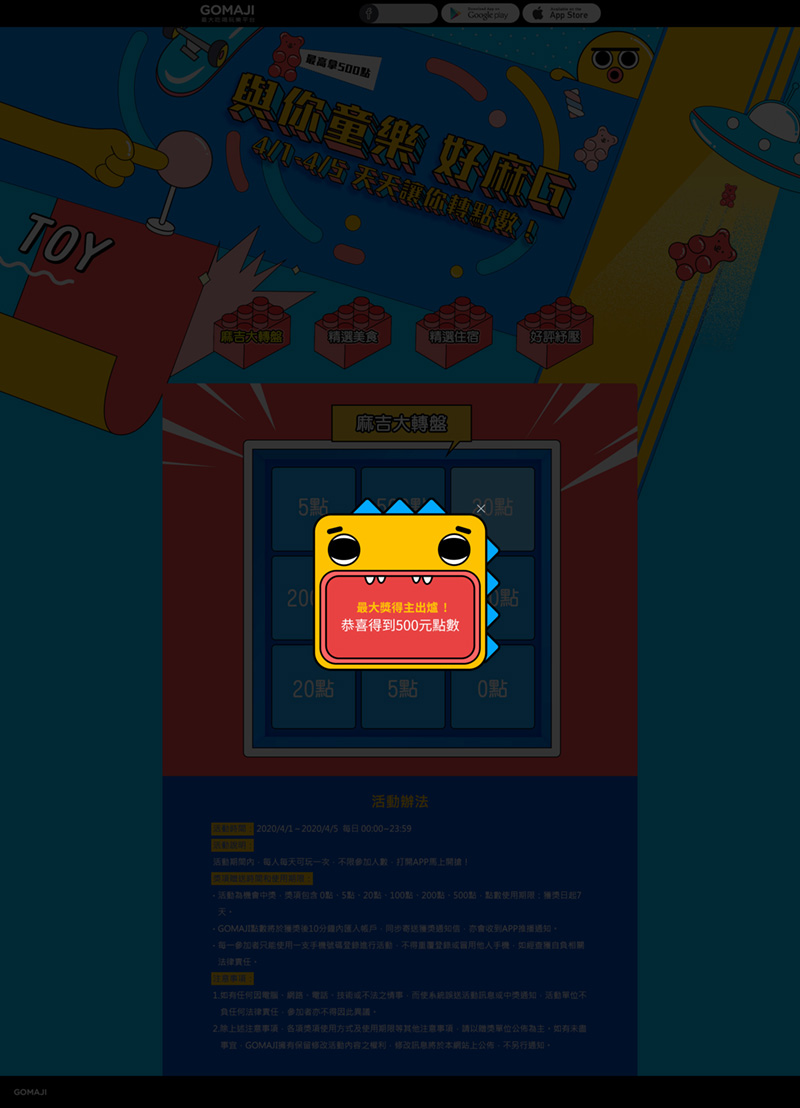 GOMAJI
最大吃喝玩樂平台
Google play
App Store
最高拿500點
與你童樂 好麻G
4/1-4/5 天天讓你轉點數！
TOY
麻吉大轉盤
精選美食
精選住宿
好評紓壓
麻吉大轉盤
5點
20點
5點
0點
最大獎得主出爐！
恭喜得到500元點數
活動辦法
活動時間 2020/4/1 ~ 2020/4/5 每日 00:00~23:59
活動說明
活動期間內，每人每天可玩一次，不限參加人數，打開APP馬上開搶！
獎項贈送時間和使用期限：
· 活動為機會中獎，獎項包含 0點、5點、20點、100點、200點、500點，點數使用期限：獲獎日起7
天。
· GOMAJI點數將於獲獎後10分鐘內匯入帳戶，同步寄送獲獎通知信，亦會收到APP推播通知。
· 每一參加者只能使用一支手機號碼登錄進行活動，不得重覆登錄或冒用他人手機，如經查獲自負相關
法律責任。
注意事項：
1.如有任何因電腦、網路、電話、技術或不法之情事，而使系統誤送活動訊息或中獎通知，活動單位不
負任何法律責任，參加者亦不得因此異議。
2.除上述注意事項，各項獎項使用方式及使用期限等其他注意事項，請以贈獎單位公佈為主。如有未盡
事宜，GOMAJI擁有保留修改活動內容之權利，修改訊息將於本網站上公佈，不另行通知。
GOMAJI